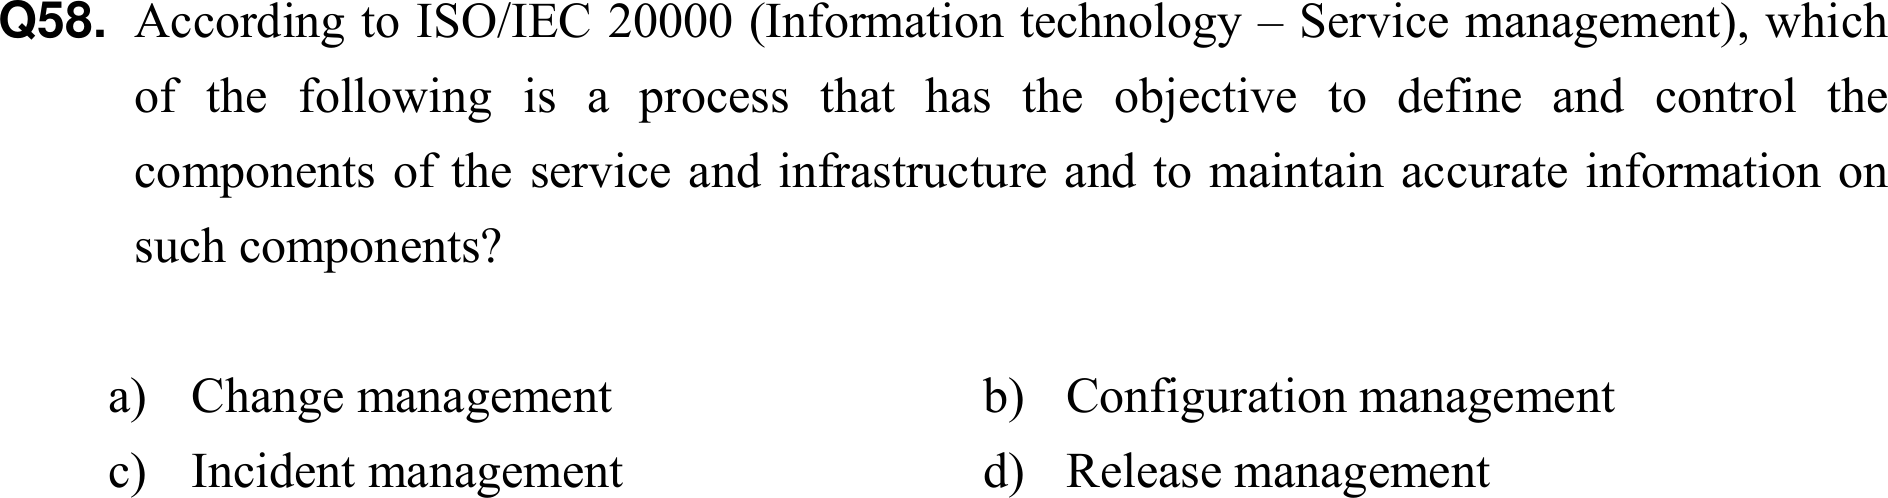 Q58. According to ISO/IEC 20000 (Information technology – Service management), which
of the following is a process that has the objective to define and control the
components of the service and infrastructure and to maintain accurate information on
such components?
a) Change management b) Configuration management
c) Incident management d) Release management